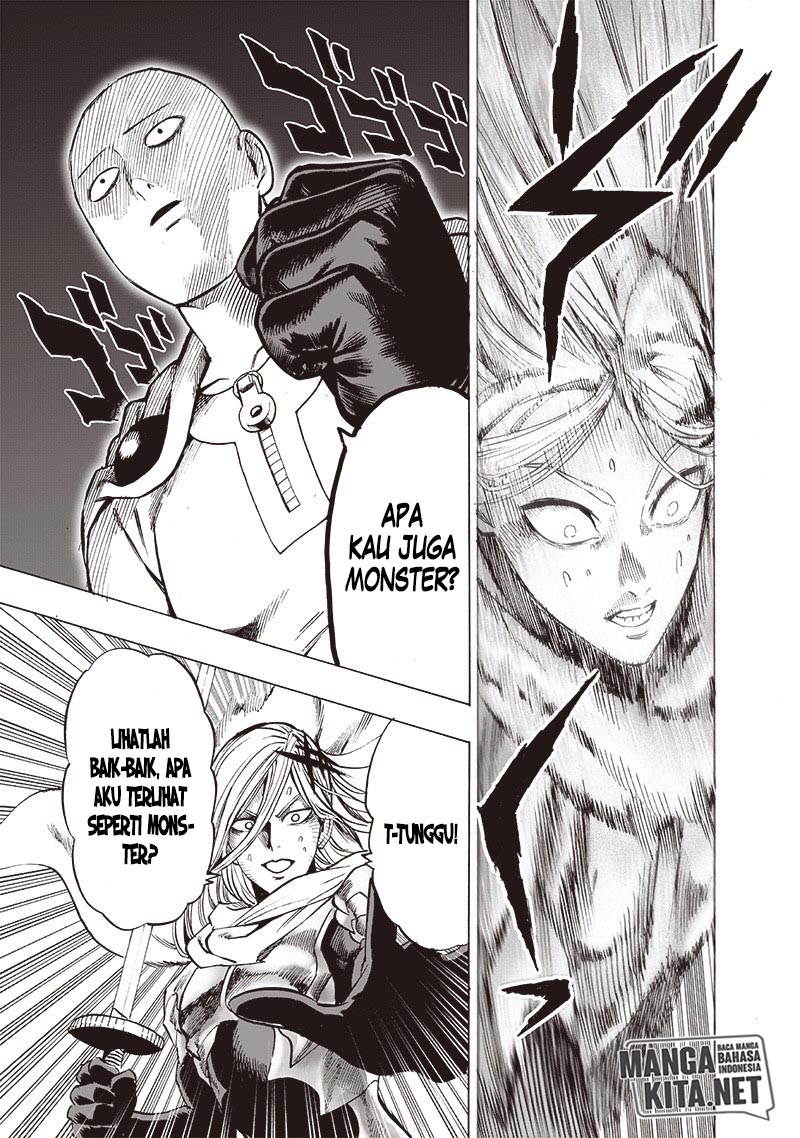 ゴゴゴ
ゴゴゴ
APA
KAU JUGA
MONSTER?
T-TUNGGU!
LIHATLAH
BAIK-BAIK, APA
AKU TERLIHAT
SEPERTI MONS-
TER?
MANGA
KITA.NET
BACA MANGA
BAHASA
INDONESIA